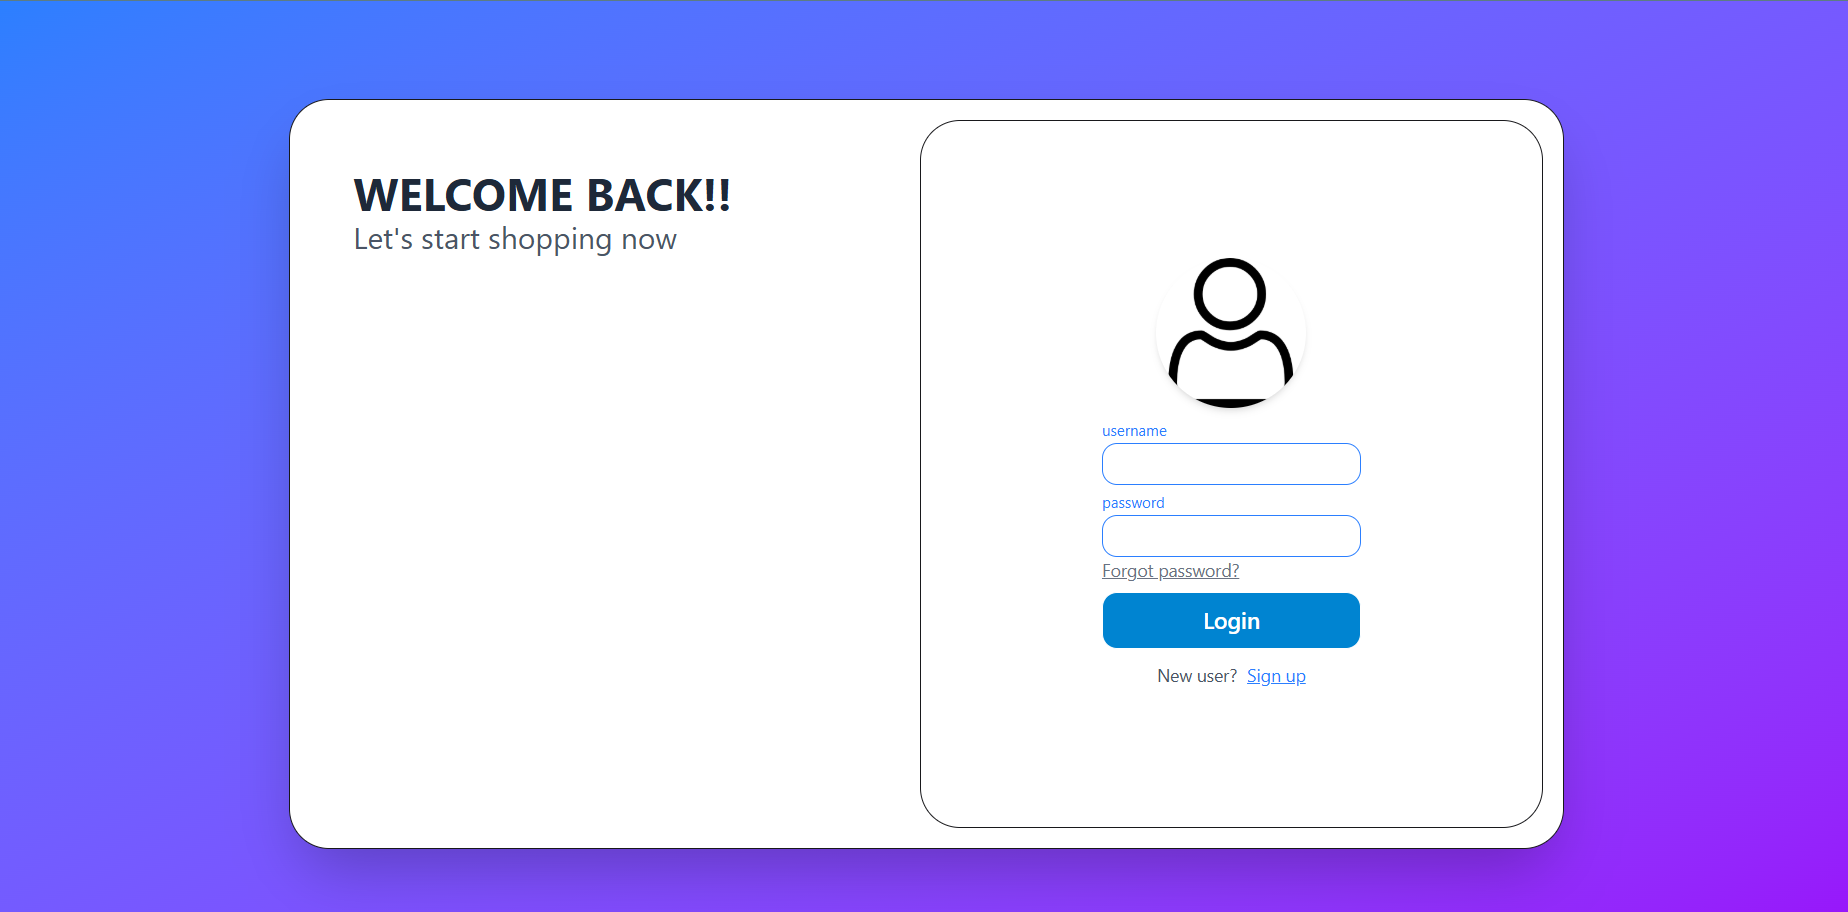 WELCOME BACK!!
Let's start shopping now
username
password
Forgot password?
Login
New user? Sign up